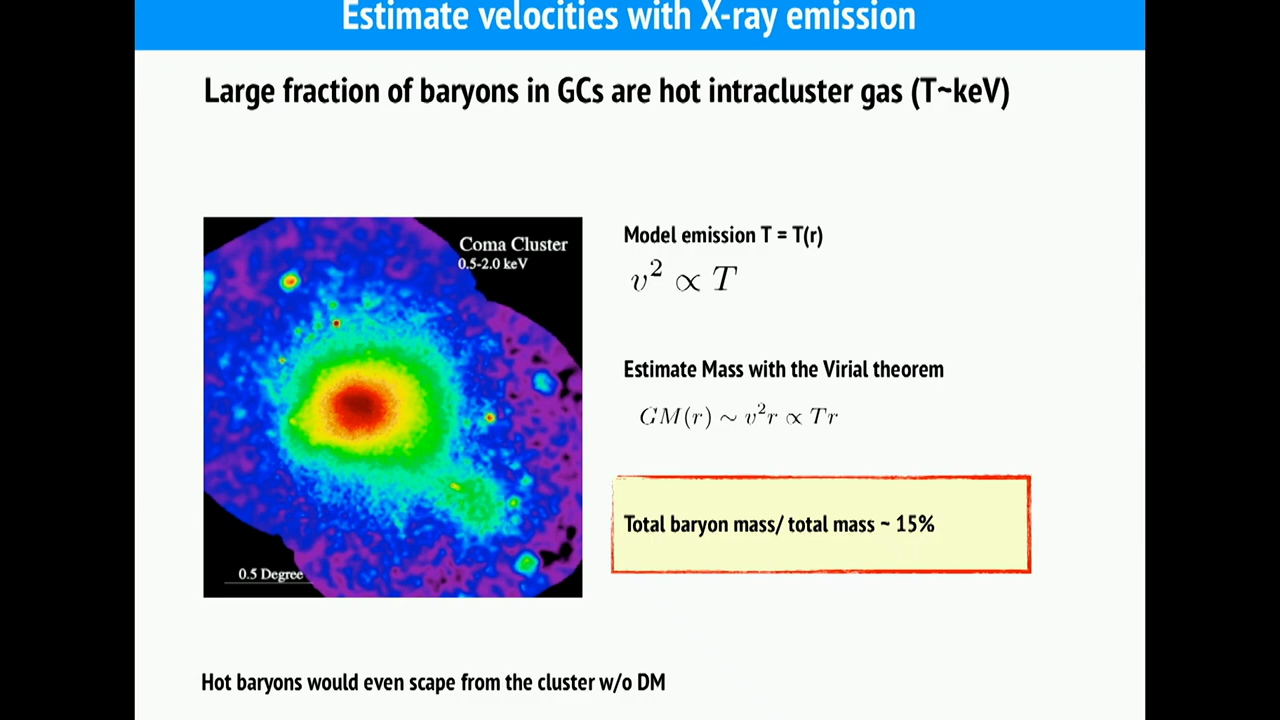 Estimate velocities with X-ray emission
Large fraction of baryons in GCs are hot intracluster gas (T~keV)
Coma Cluster
0.5-2.0 keV
0.5 Degree
Model emission T = T(r)
v² ∝ T
Estimate Mass with the Virial theorem
GM(r) ∼ v²r ∝ Tr
Total baryon mass/ total mass ~ 15%
Hot baryons would even scape from the cluster w/o DM